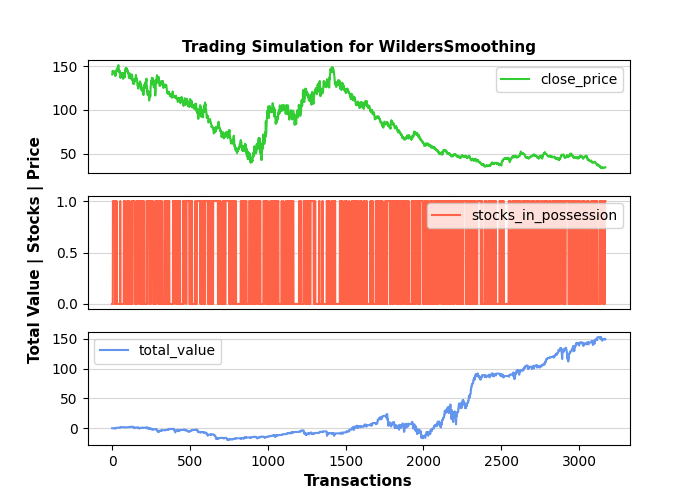 Trading Simulation for WildersSmoothing
Total Value | Stocks | Price
150
100
50
close_price
1.0
0.5
0.0
stocks_in_possession
150
100
50
0
total_value
0 500 1000 1500 2000 2500 3000
Transactions